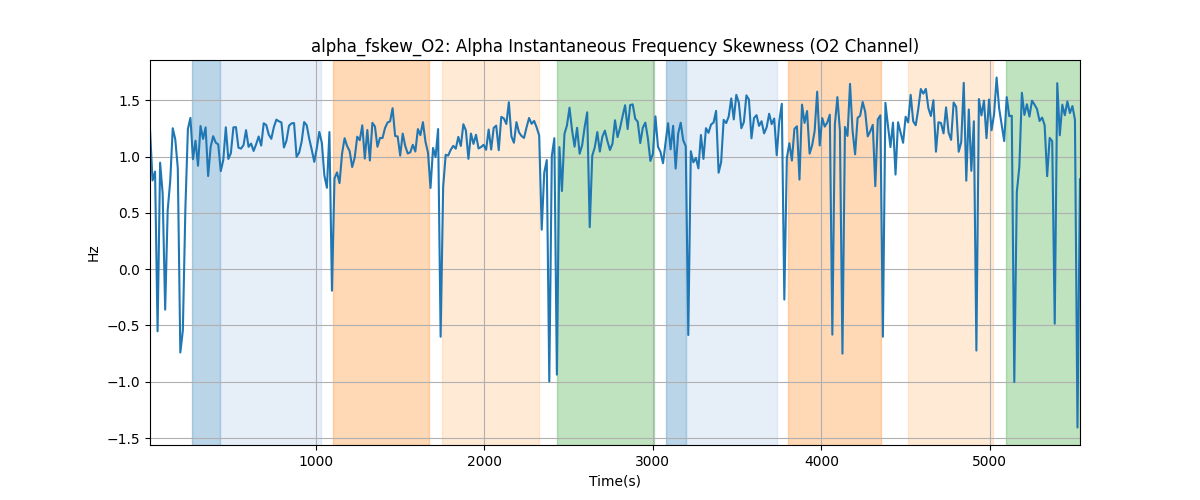 alpha_fskew_O2: Alpha Instantaneous Frequency Skewness (O2 Channel)
1.5
1.0
0.5
0.0
−0.5
−1.0
−1.5
Hz
1000 2000 3000 4000 5000
Time(s)